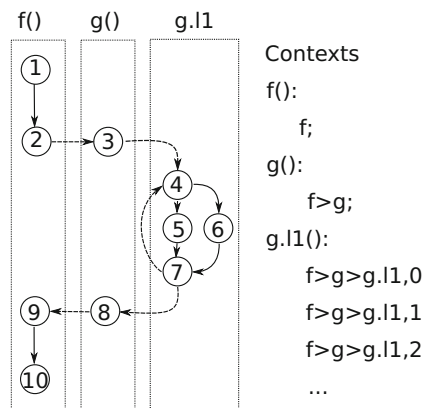 f() g() g.l1
1
2 3
4
5 6
7
9 8
10
Contexts
f():
f;
g():
f>g;
g.l1():
f>g>g.l1,0
f>g>g.l1,1
f>g>g.l1,2
...